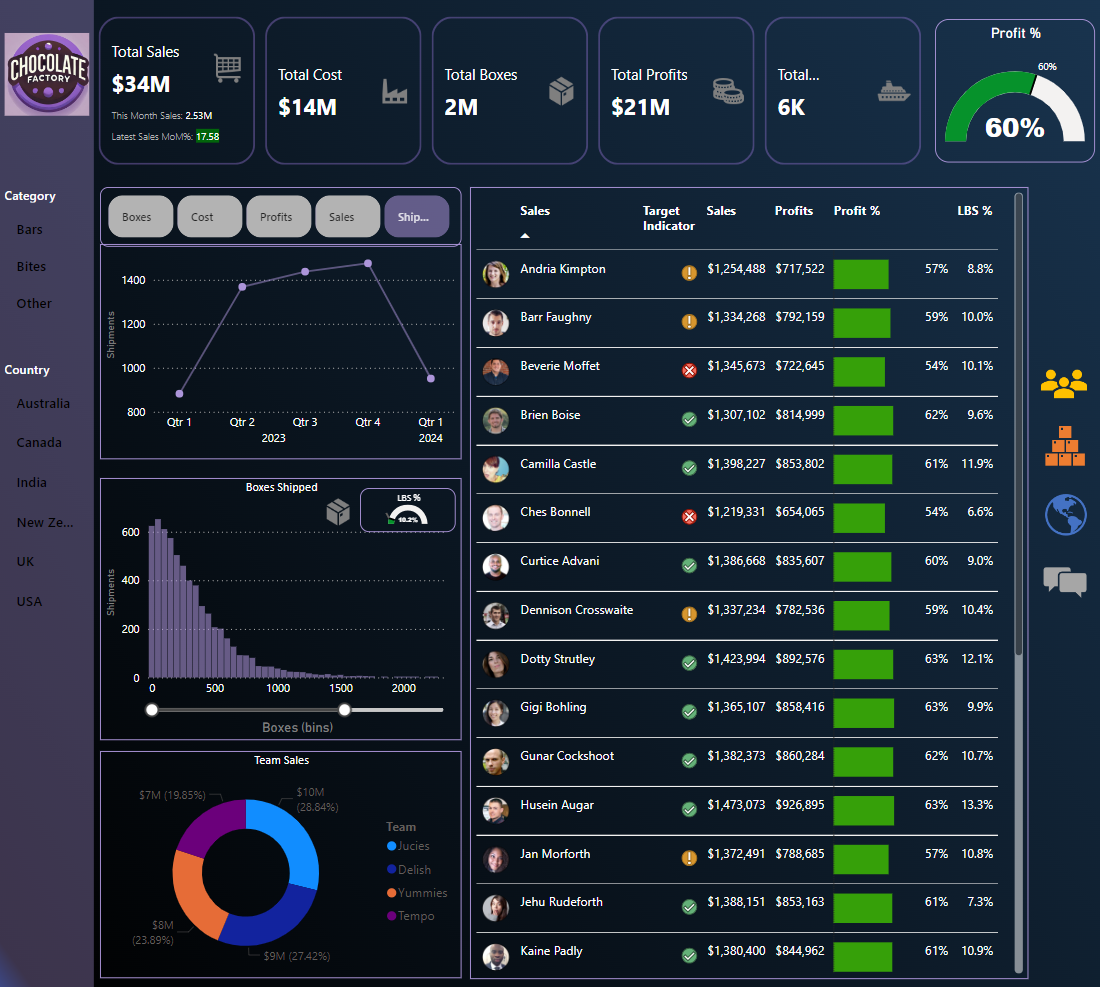 CHOCOLATE
FACTORY
Total Sales
$34M
This Month Sales: 2.53M
Latest Sales MoM%: 17.58
Total Cost
$14M
Total Boxes
2M
Total Profits
$21M
Total...
6K
Profit %
60%
60%
Category
Bars
Bites
Other
Country
Australia
Canada
India
New Ze...
UK
USA
Boxes Cost Profits Sales Ship...
Shipments
1400
1200
1000
800
Qtr 1 Qtr 2 Qtr 3 Qtr 4 Qtr 1
2023 2024
Boxes Shipped
LBS %
10.2%
Shipments
600
400
200
0
0 500 1000 1500 2000
Boxes (bins)
Team Sales
$7M (19.85%)
$10M
(28.84%)
$8M
(23.89%)
$9M (27.42%)
Team
Jucies
Delish
Yummies
Tempo
Sales Target Indicator Sales Profits Profit % LBS %
Andria Kimpton $1,254,488 $717,522 57% 8.8%
Barr Faughny $1,334,268 $792,159 59% 10.0%
Beverie Moffet $1,345,673 $722,645 54% 10.1%
Brien Boise $1,307,102 $814,999 62% 9.6%
Camilla Castle $1,398,227 $853,802 61% 11.9%
Ches Bonnell $1,219,331 $654,065 54% 6.6%
Curtice Advani $1,386,668 $835,607 60% 9.0%
Dennison Crosswaite $1,337,234 $782,536 59% 10.4%
Dotty Strutley $1,423,994 $892,576 63% 12.1%
Gigi Bohling $1,365,107 $858,416 63% 9.9%
Gunar Cockshoot $1,382,373 $860,284 62% 10.7%
Husein Augar $1,473,073 $926,895 63% 13.3%
Jan Morforth $1,372,491 $788,685 57% 10.8%
Jehu Rudeforth $1,388,151 $853,163 61% 7.3%
Kaine Padly $1,380,400 $844,962 61% 10.9%